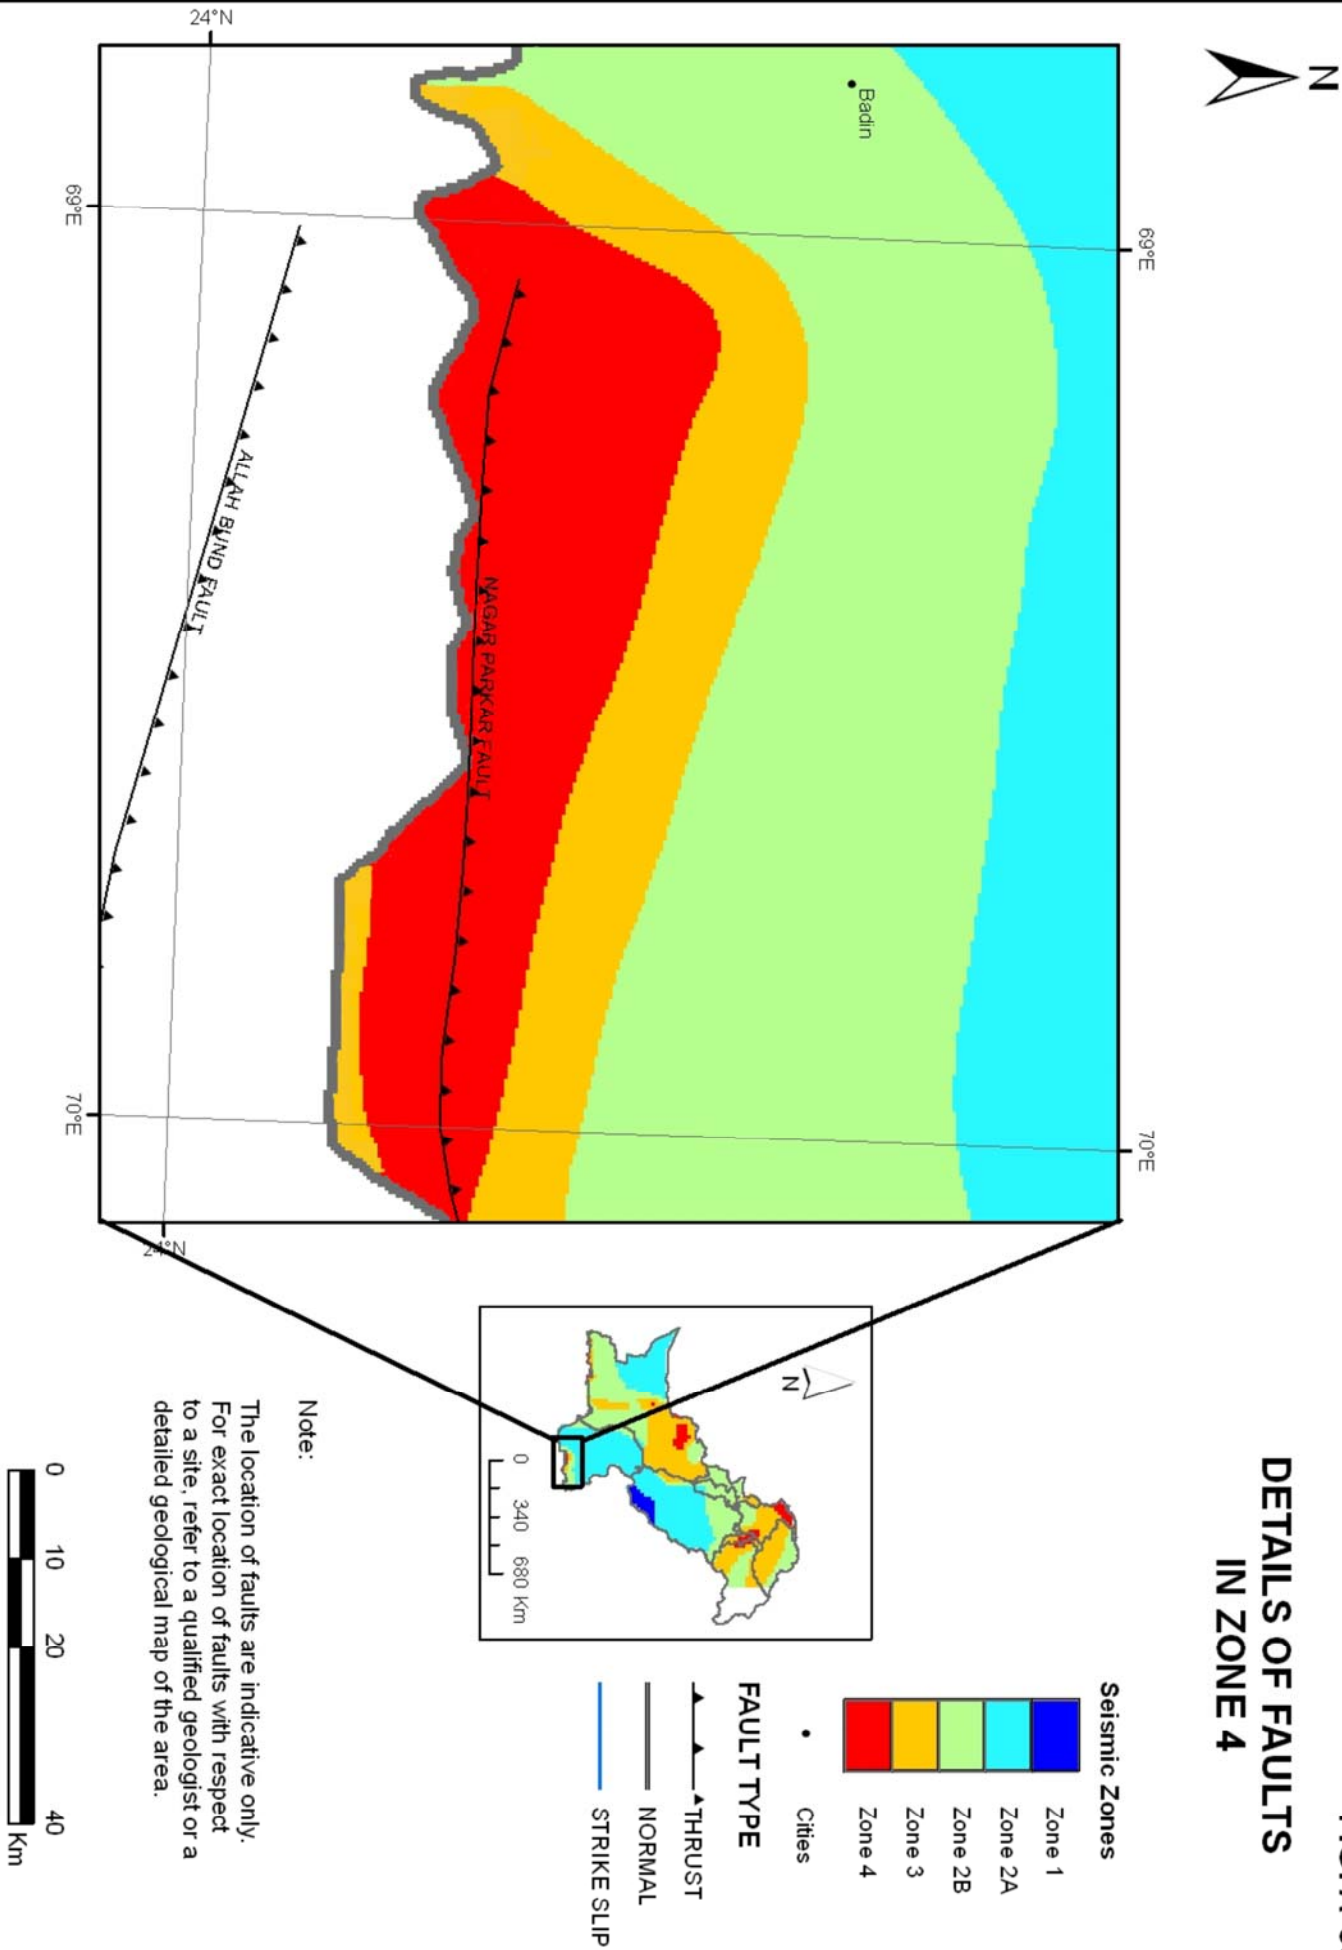 DETAILS OF FAULTS
IN ZONE 4
N
24°N
69°E
69°E
70°E
70°E
24°N
Badin
ALLAH BUND FAULT
NAGAR PARKAR FAULT
N
0 340 680 Km
Seismic Zones
Zone 1
Zone 2A
Zone 2B
Zone 3
Zone 4
Cities
FAULT TYPE
THRUST
NORMAL
STRIKE SLIP
Note:
The location of faults are indicative only.
For exact location of faults with respect
to a site, refer to a qualified geologist or a
detailed geological map of the area.
0 10 20 40
Km